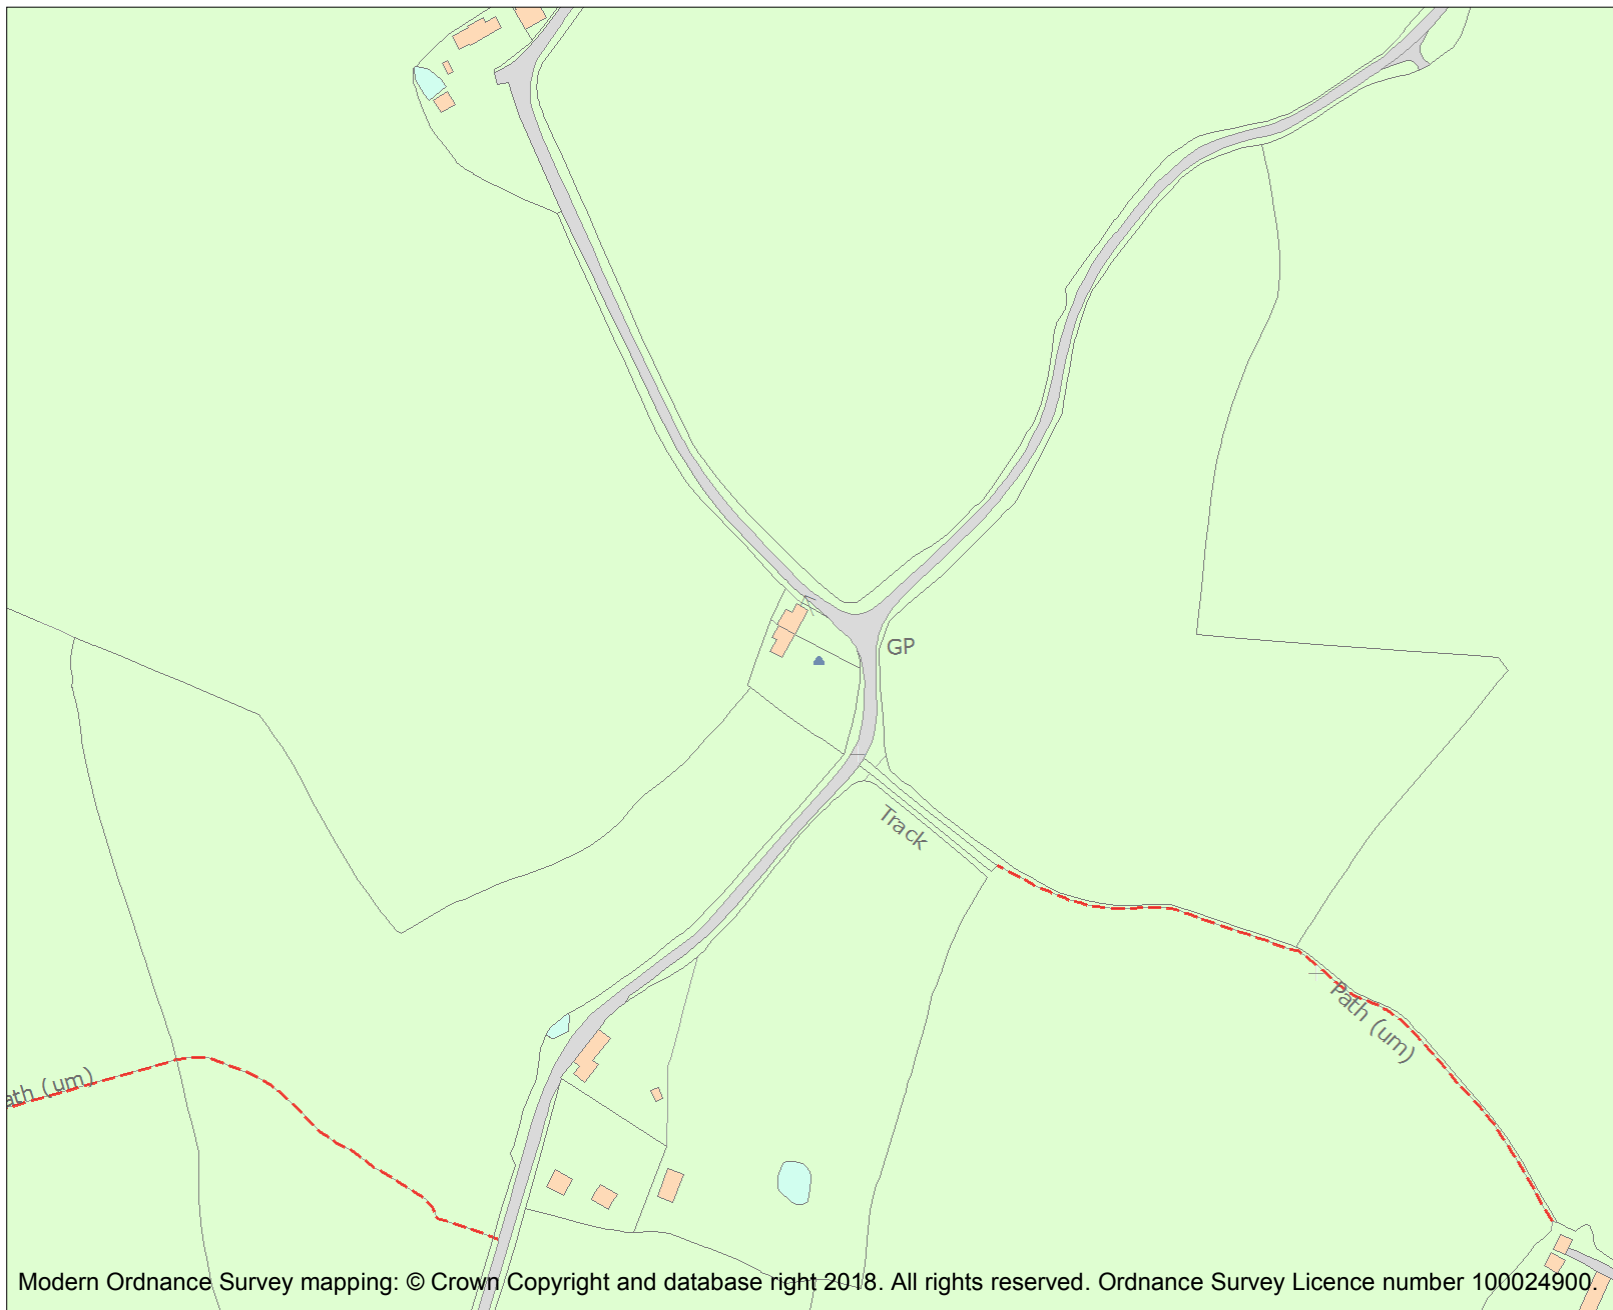 GP
Track
Path (um)
ath (um)
Modern Ordnance Survey mapping: © Crown Copyright and database right 2018. All rights reserved. Ordnance Survey Licence number 100024900.